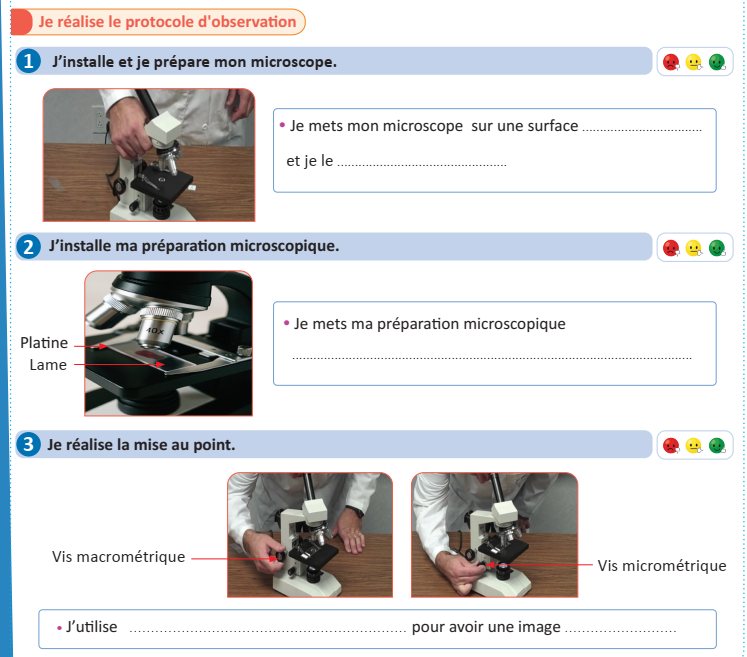 Je réalise le protocole d'observation
1 J'installe et je prépare mon microscope.
• Je mets mon microscope sur une surface ..................................
et je le ................................................
2 J'installe ma préparation microscopique.
40x
Platine
Lame
• Je mets ma préparation microscopique
....................................................................................................................
3 Je réalise la mise au point.
Vis macrométrique
Vis micrométrique
• J'utilise ............................................................ pour avoir une image ........................